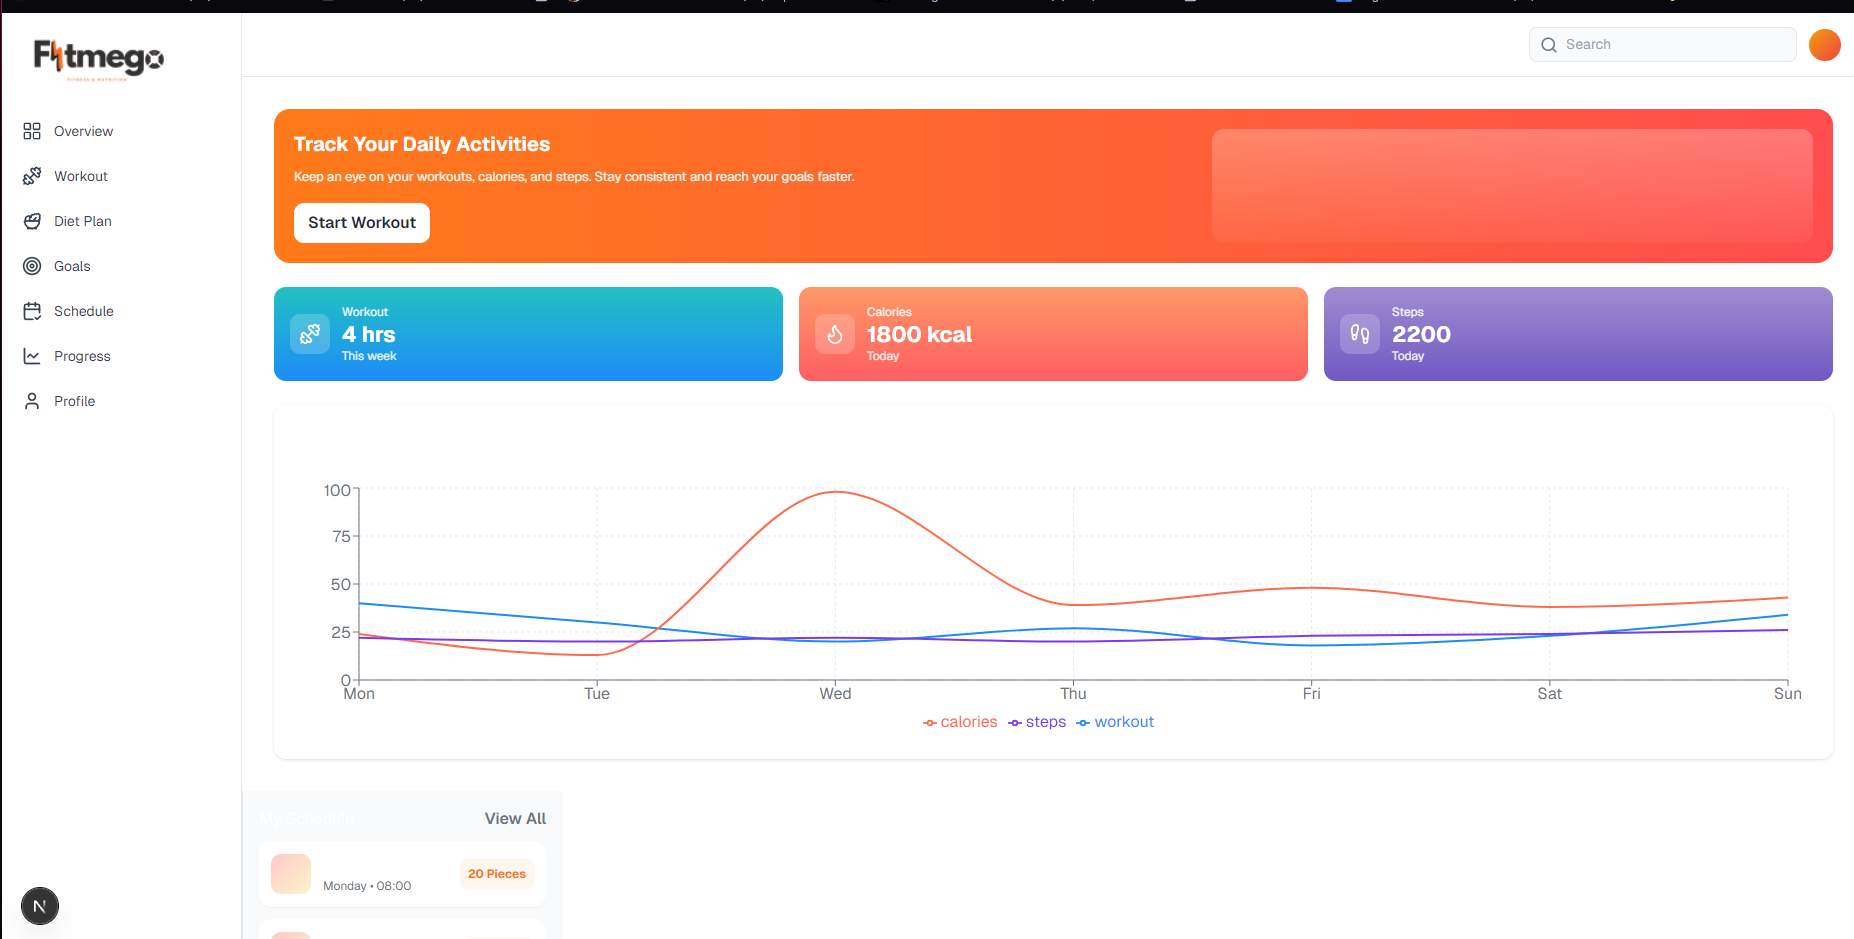 Fitmego
FITNESS & NUTRITION
Search
Overview
Workout
Diet Plan
Goals
Schedule
Progress
Profile
Track Your Daily Activities
Keep an eye on your workouts, calories, and steps. Stay consistent and reach your goals faster.
Start Workout
Workout
4 hrs
This week
Calories
1800 kcal
Today
Steps
2200
Today
100
75
50
25
0
Mon Tue Wed Thu Fri Sat Sun
calories steps workout
My Schedule View All
Monday • 08:00
20 Pieces
N